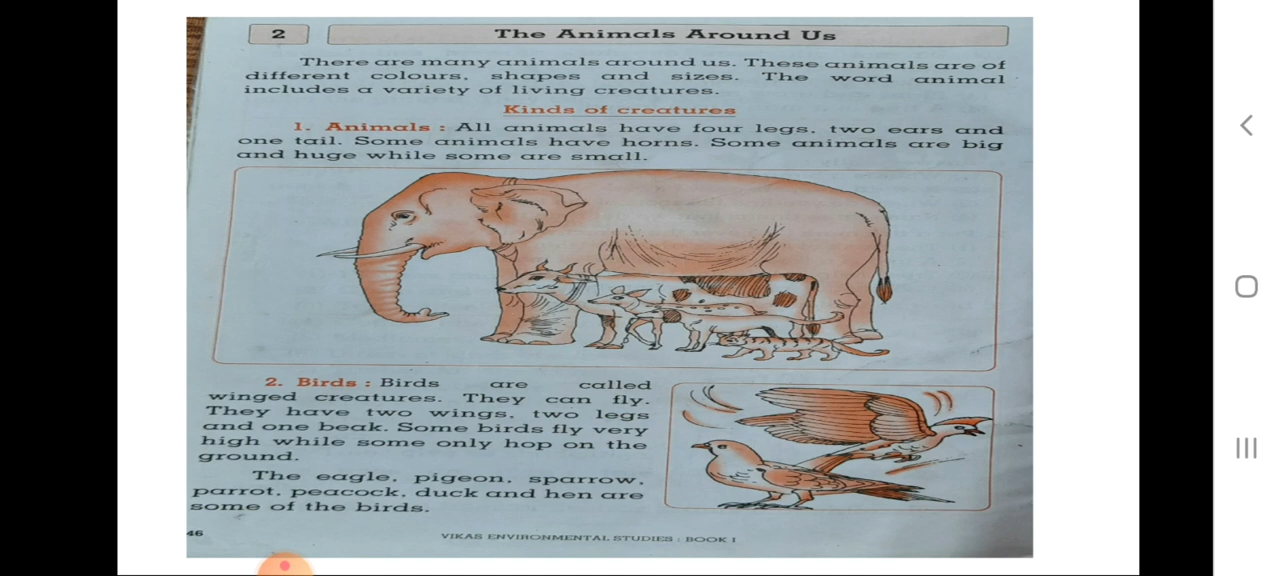 2
The Animals Around Us
There are many animals around us. These animals are of
different colours, shapes and sizes. The word animal
includes a variety of living creatures.
Kinds of creatures
1. Animals : All animals have four legs, two ears and
one tail. Some animals have horns. Some animals are big
and huge while some are small.
2. Birds : Birds are called
winged creatures. They can fly.
They have two wings, two legs
and one beak. Some birds fly very
high while some only hop on the
ground.
The eagle, pigeon, sparrow,
parrot, peacock, duck and hen are
some of the birds.
46
VIKAS ENVIRONMENTAL STUDIES : BOOK I